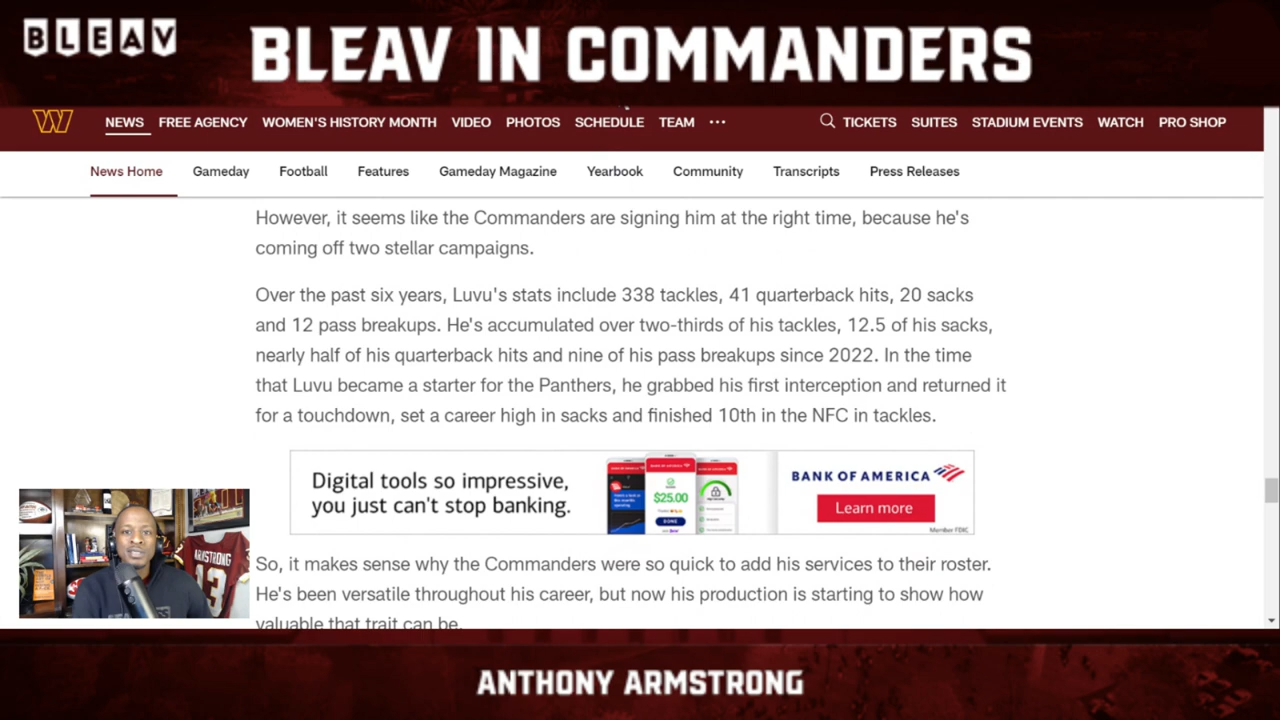 BLEAV
BLEAV IN COMMANDERS
W
NEWS FREE AGENCY WOMEN'S HISTORY MONTH VIDEO PHOTOS SCHEDULE TEAM ••• TICKETS SUITES STADIUM EVENTS WATCH PRO SHOP
News Home Gameday Football Features Gameday Magazine Yearbook Community Transcripts Press Releases
However, it seems like the Commanders are signing him at the right time, because he's
coming off two stellar campaigns.
Over the past six years, Luvu's stats include 338 tackles, 41 quarterback hits, 20 sacks
and 12 pass breakups. He's accumulated over two-thirds of his tackles, 12.5 of his sacks,
nearly half of his quarterback hits and nine of his pass breakups since 2022. In the time
that Luvu became a starter for the Panthers, he grabbed his first interception and returned it
for a touchdown, set a career high in sacks and finished 10th in the NFC in tackles.
Digital tools so impressive,
you just can't stop banking.
$25.00
DONE
BANK OF AMERICA
Learn more
Member FDIC
ARMSTRONG
13
So, it makes sense why the Commanders were so quick to add his services to their roster.
He's been versatile throughout his career, but now his production is starting to show how
valuable that trait can be.
ANTHONY ARMSTRONG